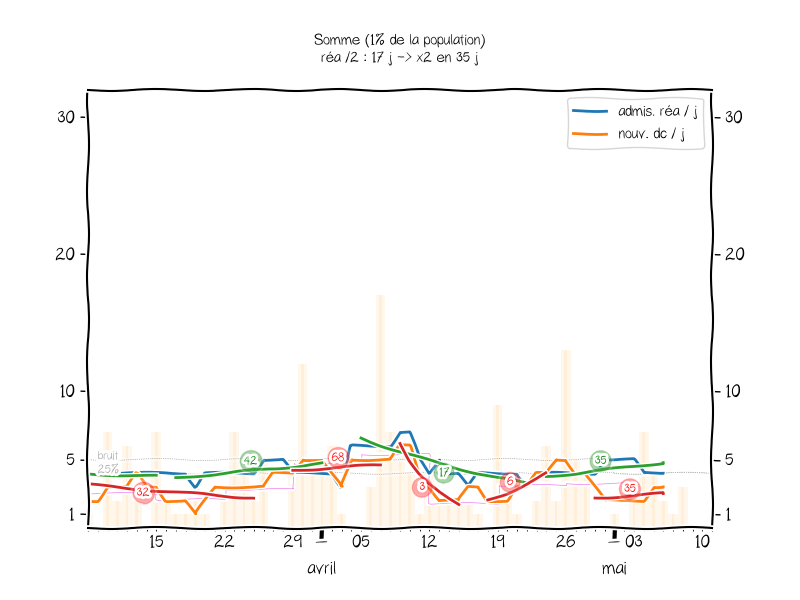 Somme (1% de la population)
réa /2 : 17 j -> x2 en 35 j
admis. réa / j
nouv. dc / j
30 30
20 20
10 10
5 5
1 1
bruit
25%
42 68 35
17
32 3 6 35
15 22 29 05 12 19 26 03 10
avril mai